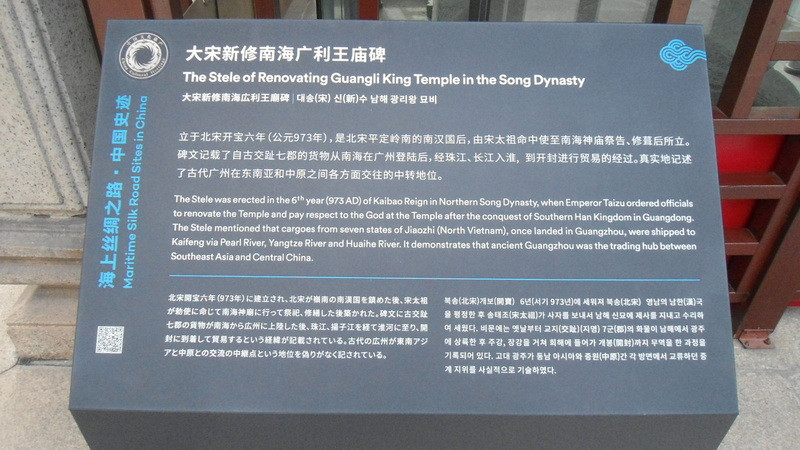 大宋新修南海广利王庙碑
The Stele of Renovating Guangli King Temple in the Song Dynasty
大宋新修南海広利王廟碑 | 대송(宋) 신(新)수 남해 광리왕 묘비
海上丝绸之路·中国史迹
Maritime Silk Road Sites in China
立于北宋开宝六年（公元973年），是北宋平定岭南的南汉国后，由宋太祖命中使至南海神庙祭告、修葺后所立。
碑文记载了自古交趾七郡的货物从南海在广州登陆后，经珠江、长江入淮，到开封进行贸易的经过。真实地记述
了古代广州在东南亚和中原之间各方面交往的中转地位。
The Stele was erected in the 6th year (973 AD) of Kaibao Reign in Northern Song Dynasty, when Emperor Taizu ordered officials
to renovate the Temple and pay respect to the God at the Temple after the conquest of Southern Han Kingdom in Guangdong.
The Stele mentioned that cargoes from seven states of Jiaozhi (North Vietnam), once landed in Guangzhou, were shipped to
Kaifeng via Pearl River, Yangtze River and Huaihe River. It demonstrates that ancient Guangzhou was the trading hub between
Southeast Asia and Central China.
北宋開宝六年（973年）に建立され、北宋が嶺南の南漢国を鎮めた後、宋太祖
が勅使に命じて南海神廟に行って祭祀、修繕した後築かれた。碑文に古交趾
七郡の貨物が南海から広州に上陸した後、珠江、揚子江を経て淮河に至り、開
封に到着して貿易するという経緯が記載されている。古代の広州が東南アジ
アと中原との交流の中継点という地位を偽りがなく記されている。
북송(北宋)개보(開寶) 6년(서기 973년)에 세워져 북송(北宋) 영남의 남한(漢)국
을 평정한 후 송태조(宋太祖)가 사자를 보내서 남해 신묘에 제사를 지내고 수리하
여 세웠다. 비문에는 옛날부터 교지(交趾)(지명) 7군(郡)의 화물이 남해에서 광주
에 상륙한 후 주강, 장강을 거쳐 회해에 들어가 개봉(開封)까지 무역을 한 과정을
기록되어 있다. 고대 광주가 동남 아시아와 중원(中原)간 각 방면에서 교류하던 중
계 지위를 사실적으로 기술하였다.